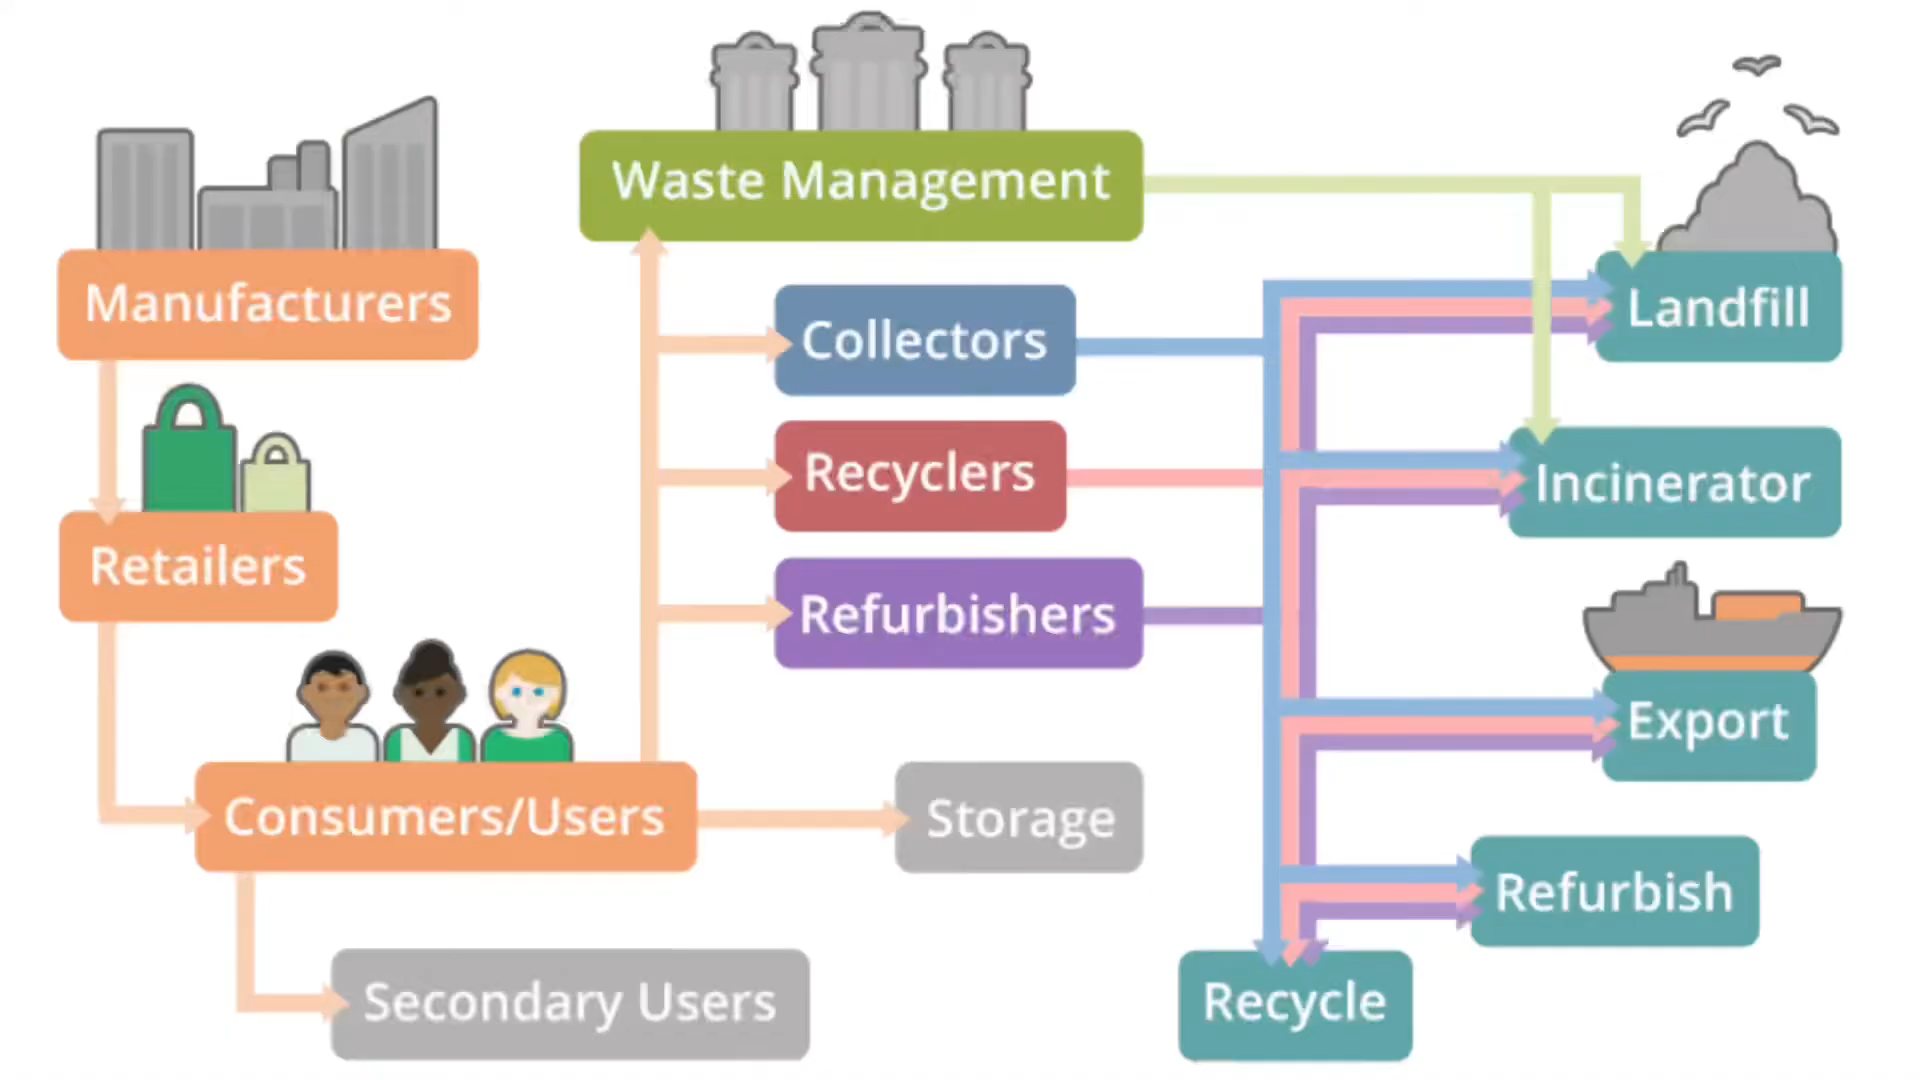 Waste Management
Manufacturers
Landfill
Collectors
Recyclers
Incinerator
Retailers
Refurbishers
Export
Consumers/Users
Storage
Refurbish
Secondary Users
Recycle